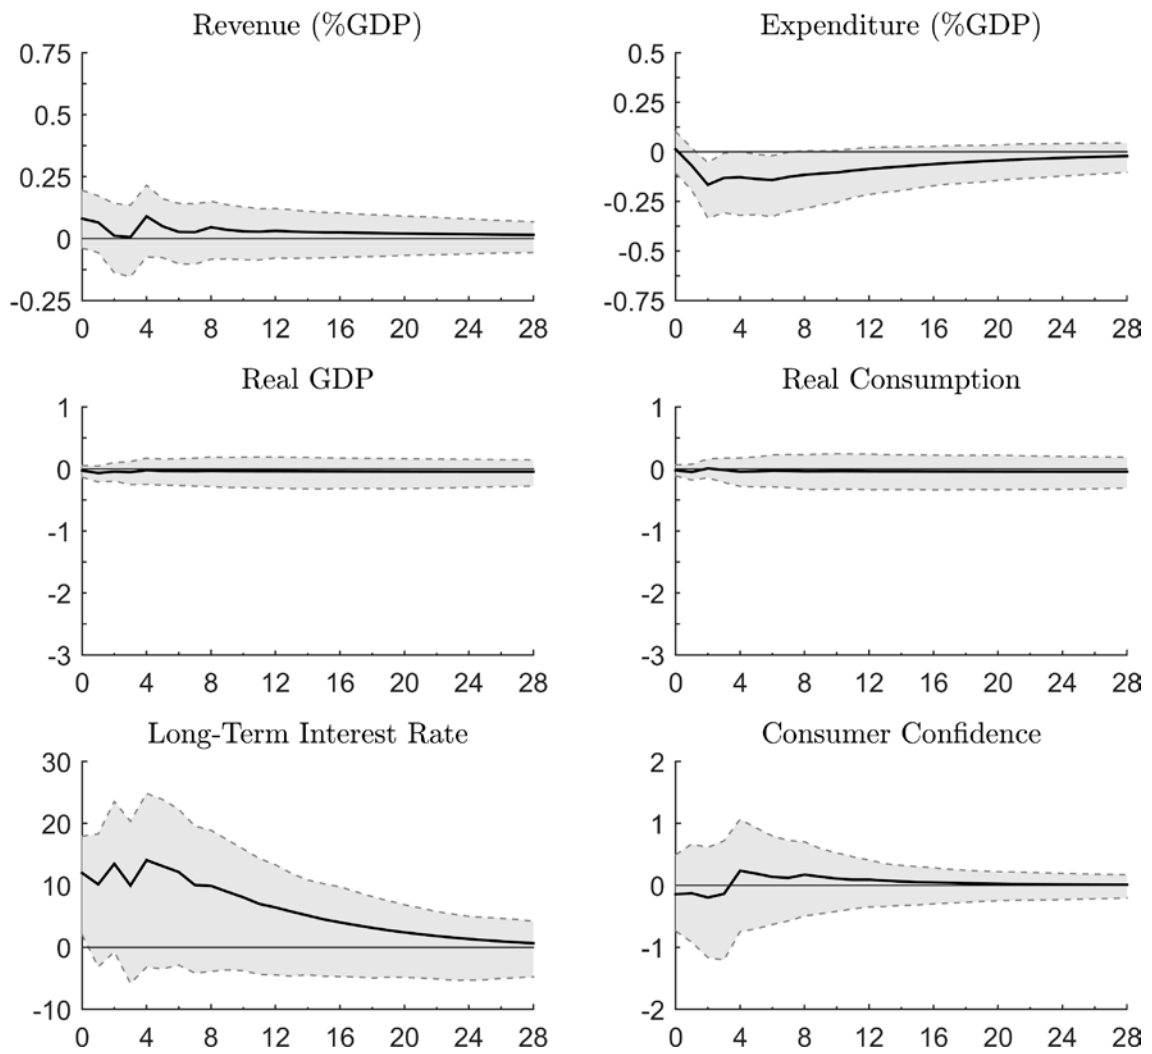 Revenue (%GDP)
0.75
0.5
0.25
0
-0.25
0 4 8 12 16 20 24 28
Expenditure (%GDP)
0.5
0.25
0
-0.25
-0.5
-0.75
0 4 8 12 16 20 24 28
Real GDP
1
0
-1
-2
-3
0 4 8 12 16 20 24 28
Real Consumption
1
0
-1
-2
-3
0 4 8 12 16 20 24 28
Long-Term Interest Rate
30
20
10
0
-10
0 4 8 12 16 20 24 28
Consumer Confidence
2
1
0
-1
-2
0 4 8 12 16 20 24 28